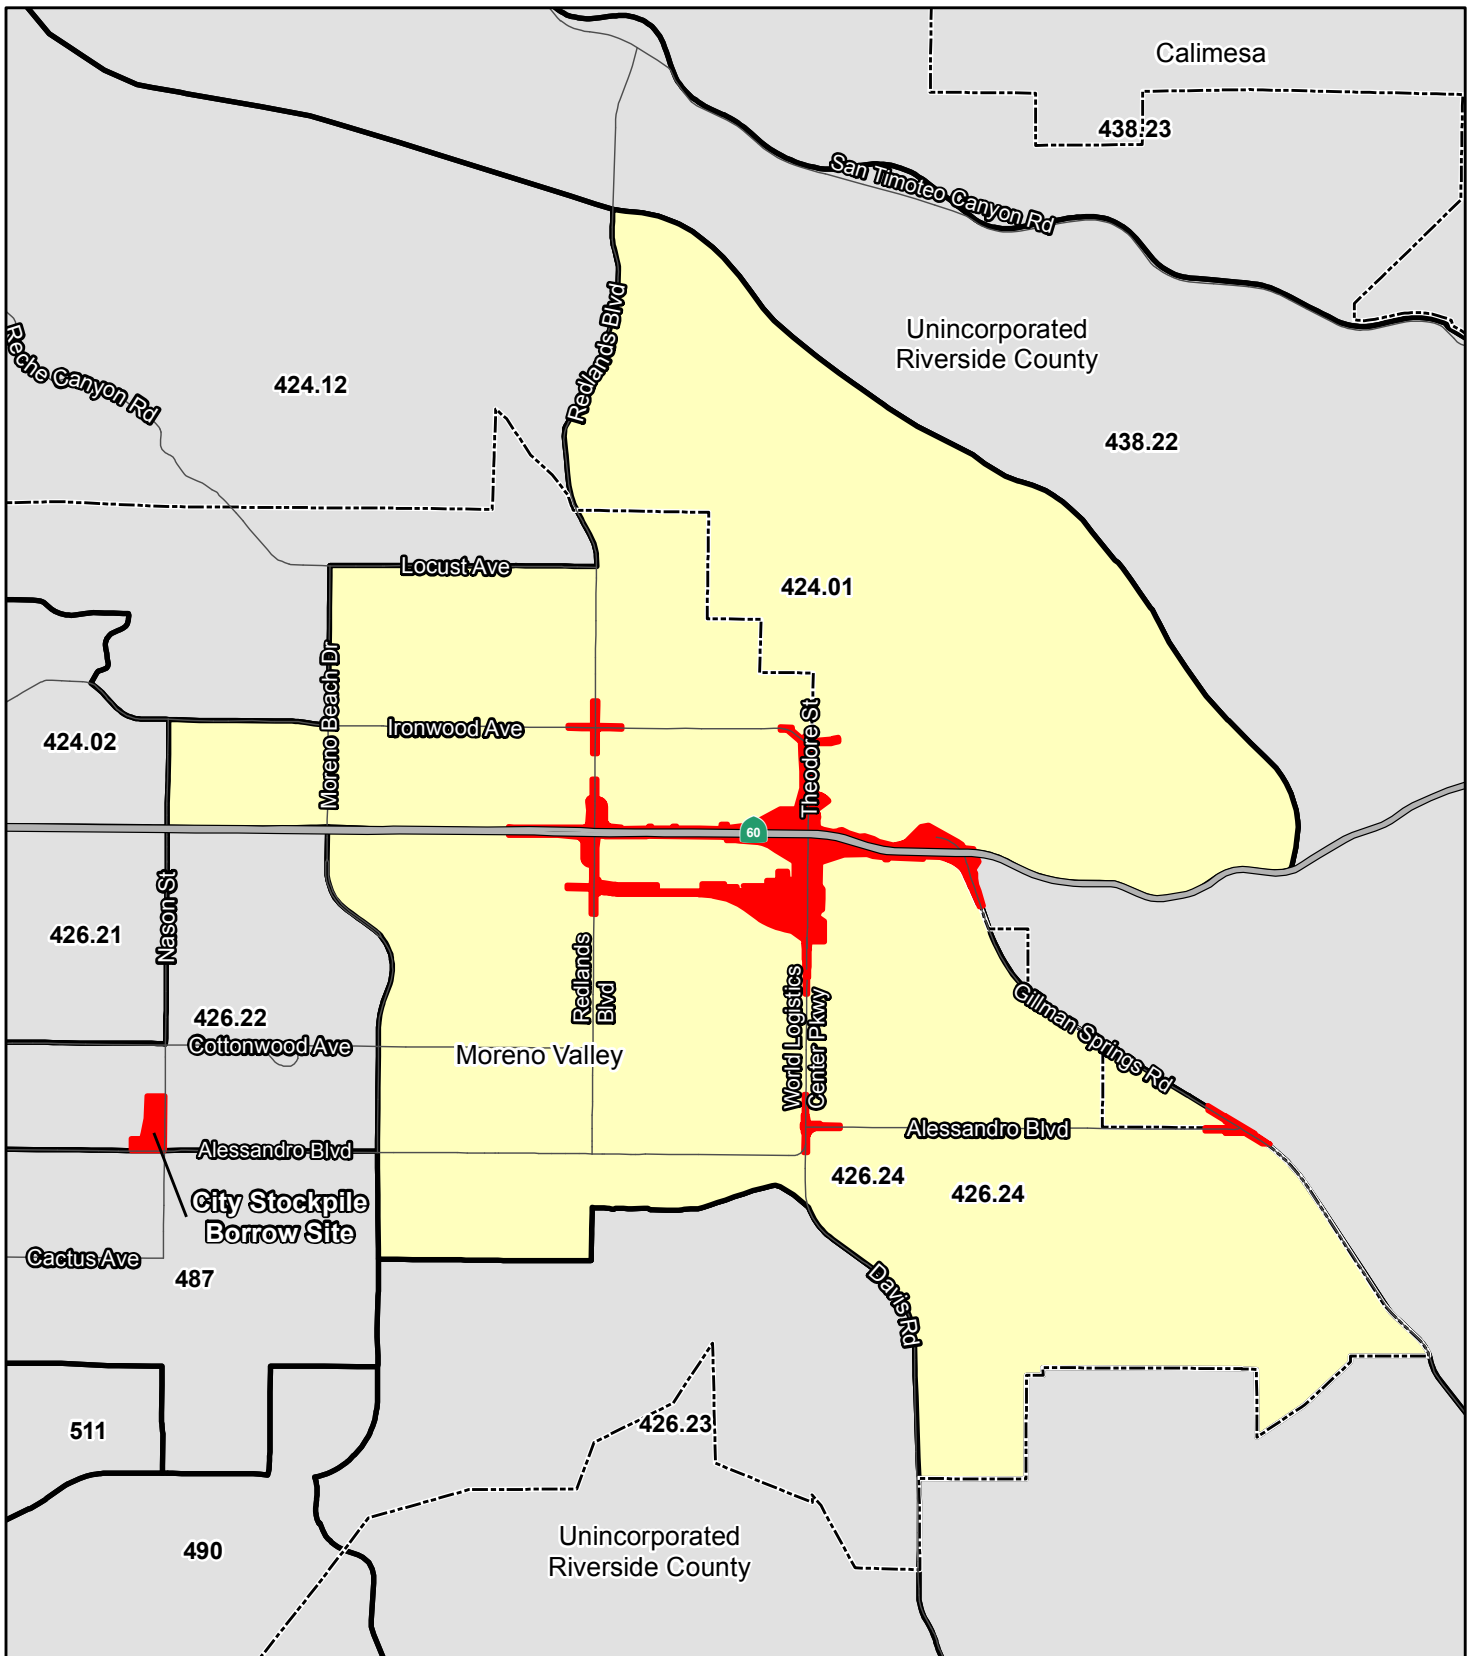 Calimesa
438.23
San Timoteo Canyon Rd
Unincorporated
Riverside County
Redlands Blvd
Reche Canyon Rd
424.12
438.22
Locust Ave
424.01
Moreno Beach Dr
Ironwood Ave
Theodore St
424.02
60
Nason St
426.21
Redlands
Blvd
World Logistics
Center Pkwy
Gillman Springs Rd
426.22
Cottonwood Ave
Moreno Valley
Alessandro Blvd
Alessandro Blvd
426.24
426.24
City Stockpile
Borrow Site
Cactus Ave
487
Davis Rd
511
426.23
490
Unincorporated
Riverside County